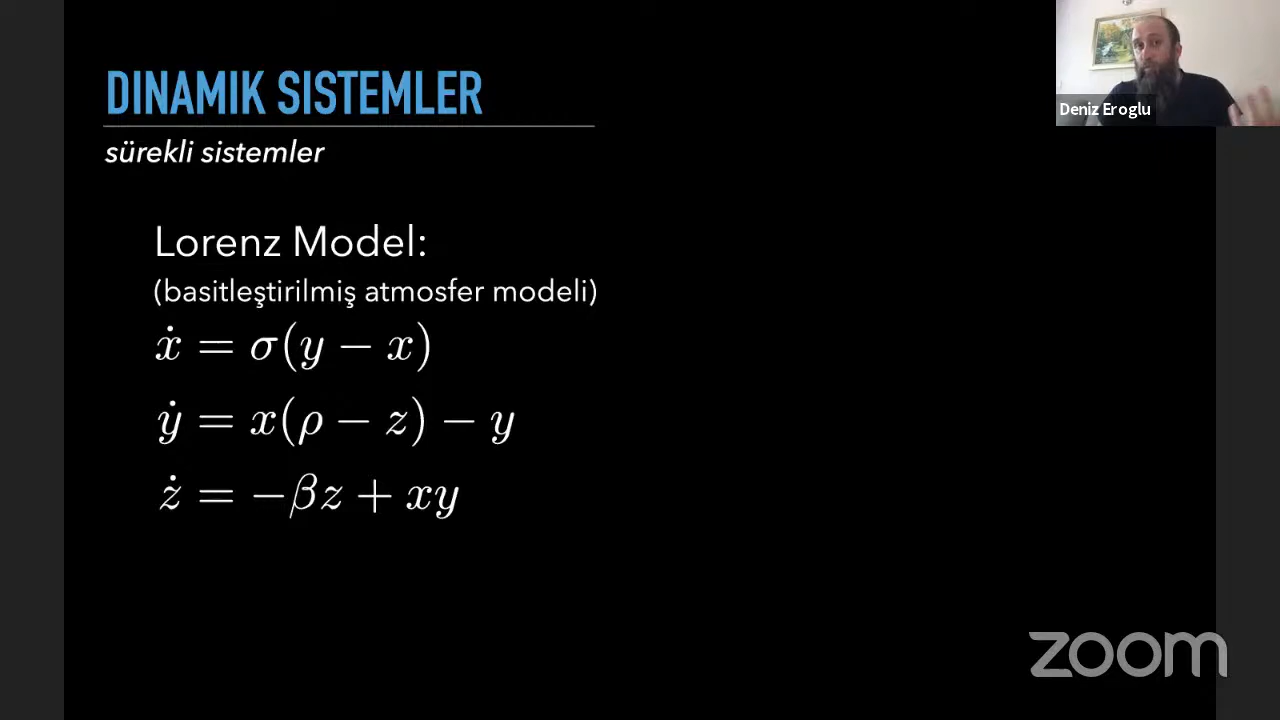 DINAMIK SISTEMLER
sürekli sistemler
Deniz Eroglu
Lorenz Model:
(basitleştirilmiş atmosfer modeli)
ẋ = σ(y − x)
ẏ = x(ρ − z) − y
ż = −βz + xy
zoom